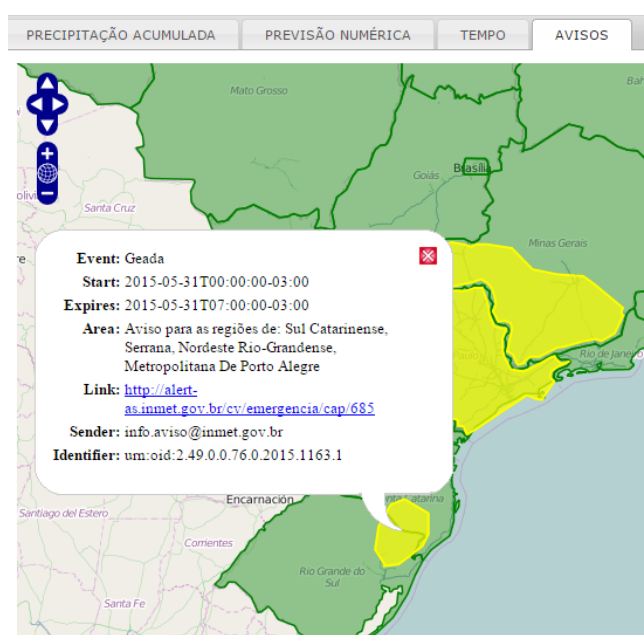 PRECIPITAÇÃO ACUMULADA
PREVISÃO NUMÉRICA
TEMPO
AVISOS
Mato Grosso
Goiás
Brasília
Santa Cruz
Minas Gerais
Event: Geada
Start: 2015-05-31T00:00:00-03:00
Expires: 2015-05-31T07:00:00-03:00
Area: Aviso para as regiões de: Sul Catarinense,
Serrana, Nordeste Rio-Grandense,
Metropolitana De Porto Alegre
Link: http://alert-
as.inmet.gov.br/cv/emergencia/cap/685
Sender: info.aviso@inmet.gov.br
Identifier: urn:oid:2.49.0.0.76.0.2015.1163.1
Rio de Janeiro
Encarnación
Santiago del Estero
Corrientes
Rio Grande do
Sul
Santa Fe